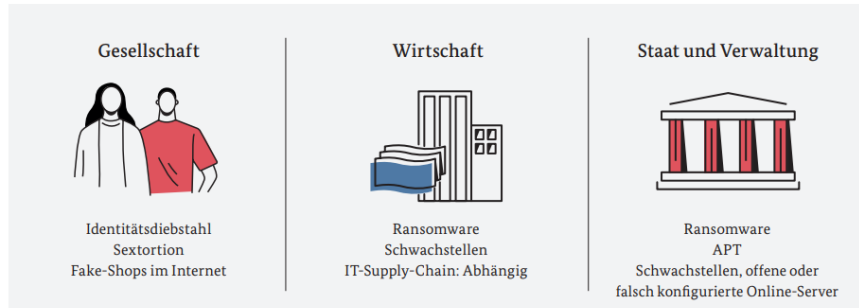 Gesellschaft
Identitätsdiebstahl
Sextortion
Fake-Shops im Internet
Wirtschaft
Ransomware
Schwachstellen
IT-Supply-Chain: Abhängig
Staat und Verwaltung
Ransomware
APT
Schwachstellen, offene oder
falsch konfigurierte Online-Server